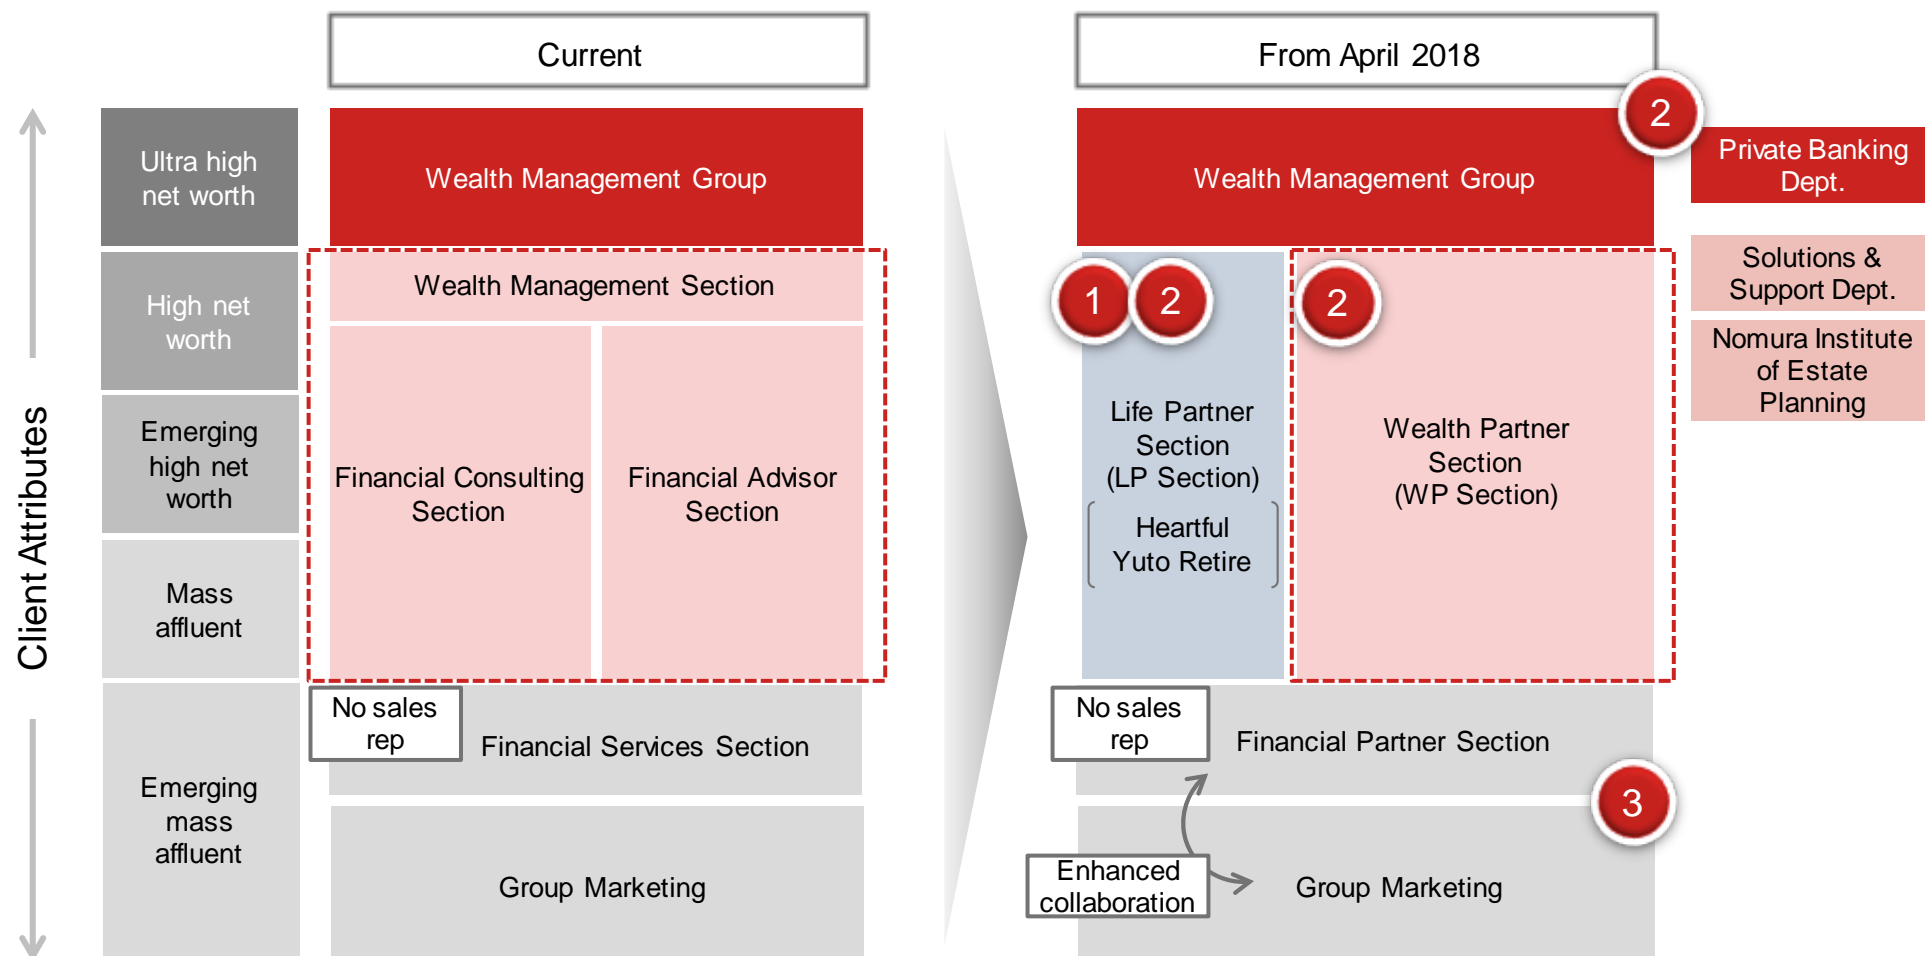 Current
From April 2018
Client Attributes
Ultra high
net worth
High net
worth
Emerging
high net
worth
Mass
affluent
Emerging
mass
affluent
Wealth Management Group
Wealth Management Section
Financial Consulting
Section
Financial Advisor
Section
No sales
rep
Financial Services Section
Group Marketing
Wealth Management Group
2
Private Banking
Dept.
Solutions &
Support Dept.
Nomura Institute
of Estate
Planning
1
2
Life Partner
Section
(LP Section)
Heartful
Yuto Retire
2
Wealth Partner
Section
(WP Section)
No sales
rep
Financial Partner Section
3
Enhanced
collaboration
Group Marketing